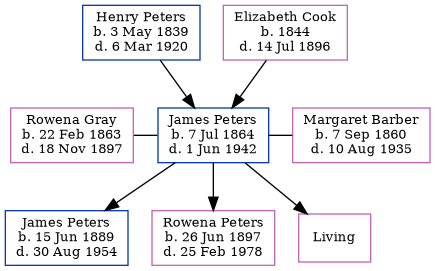 Henry Peters
b. 3 May 1839
d. 6 Mar 1920
Elizabeth Cook
b. 1844
d. 14 Jul 1896
Rowena Gray
b. 22 Feb 1863
d. 18 Nov 1897
James Peters
b. 7 Jul 1864
d. 1 Jun 1942
Margaret Barber
b. 7 Sep 1860
d. 10 Aug 1935
James Peters
b. 15 Jun 1889
d. 30 Aug 1954
Rowena Peters
b. 26 Jun 1897
d. 25 Feb 1978
Living